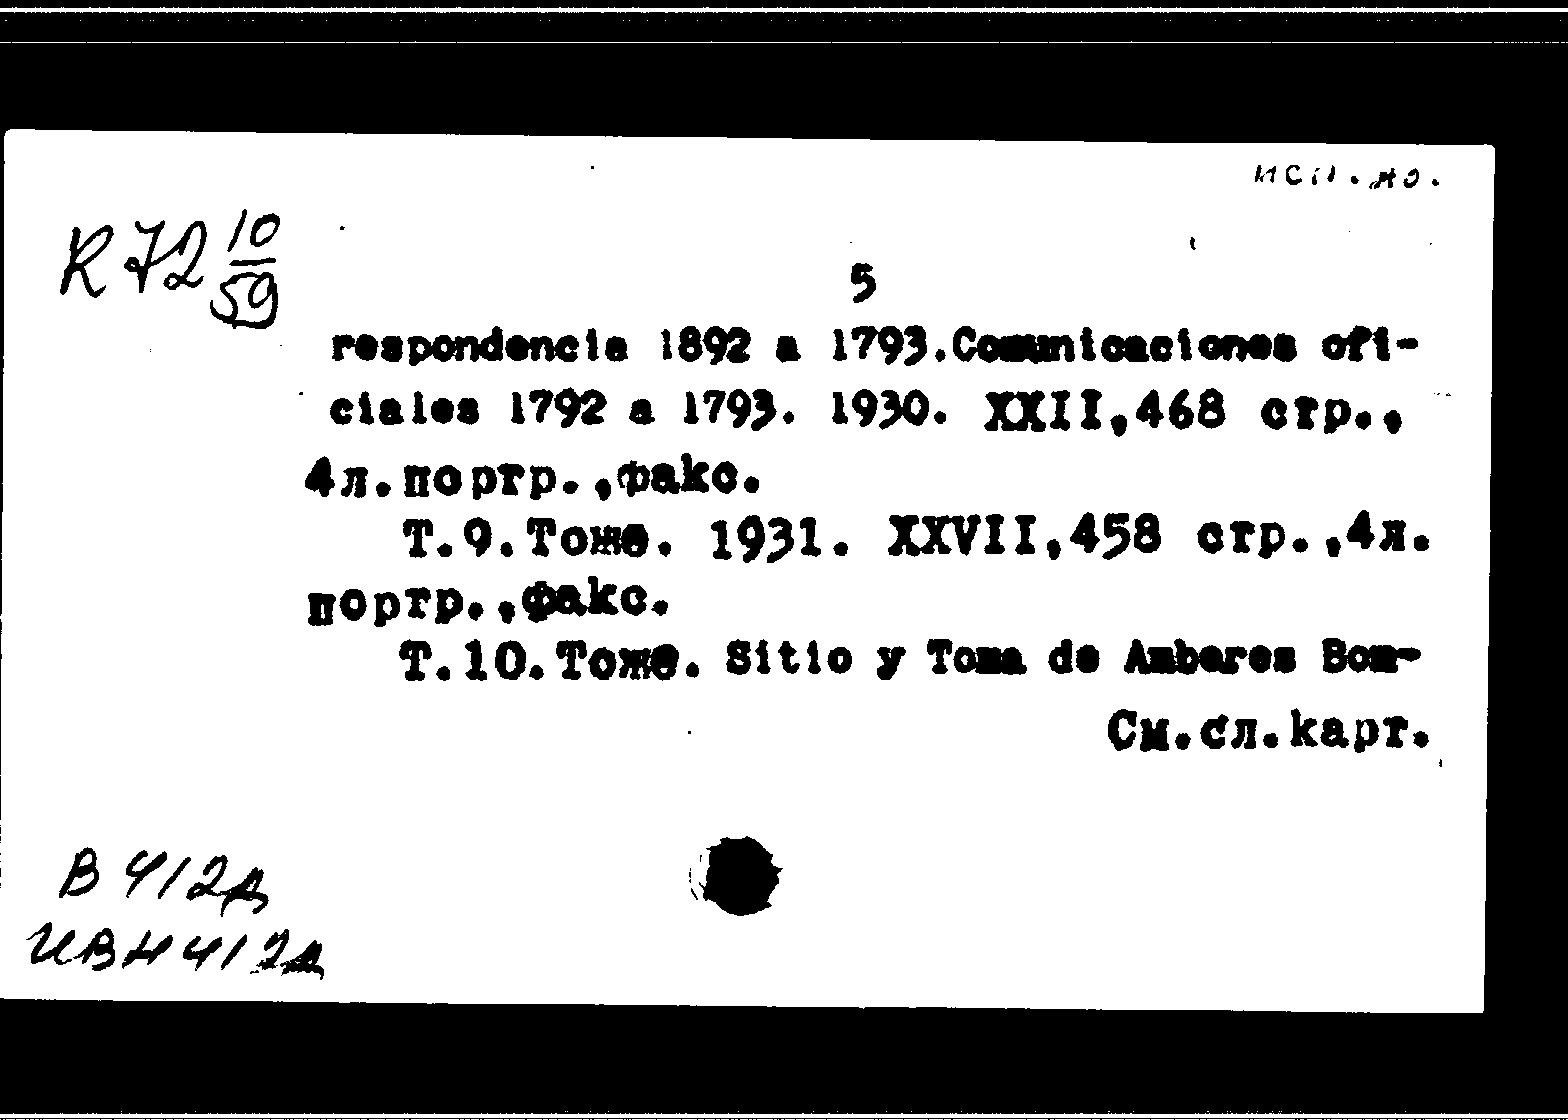 исп. яз.
R 72 10/59
5
respondencia 1892 a 1793.Comunicaciones ofi-
ciales 1792 a 1793. 1930. XXII,468 стр.,
4л.портр.,факс.
Т.9.Тоже. 1931. XXVII,458 стр.,4л.
портр.,факс.
Т.10.Тоже. Sitio y Toma de Amberes Bom-
См.сл.карт.
В 412д
ИВН 412д